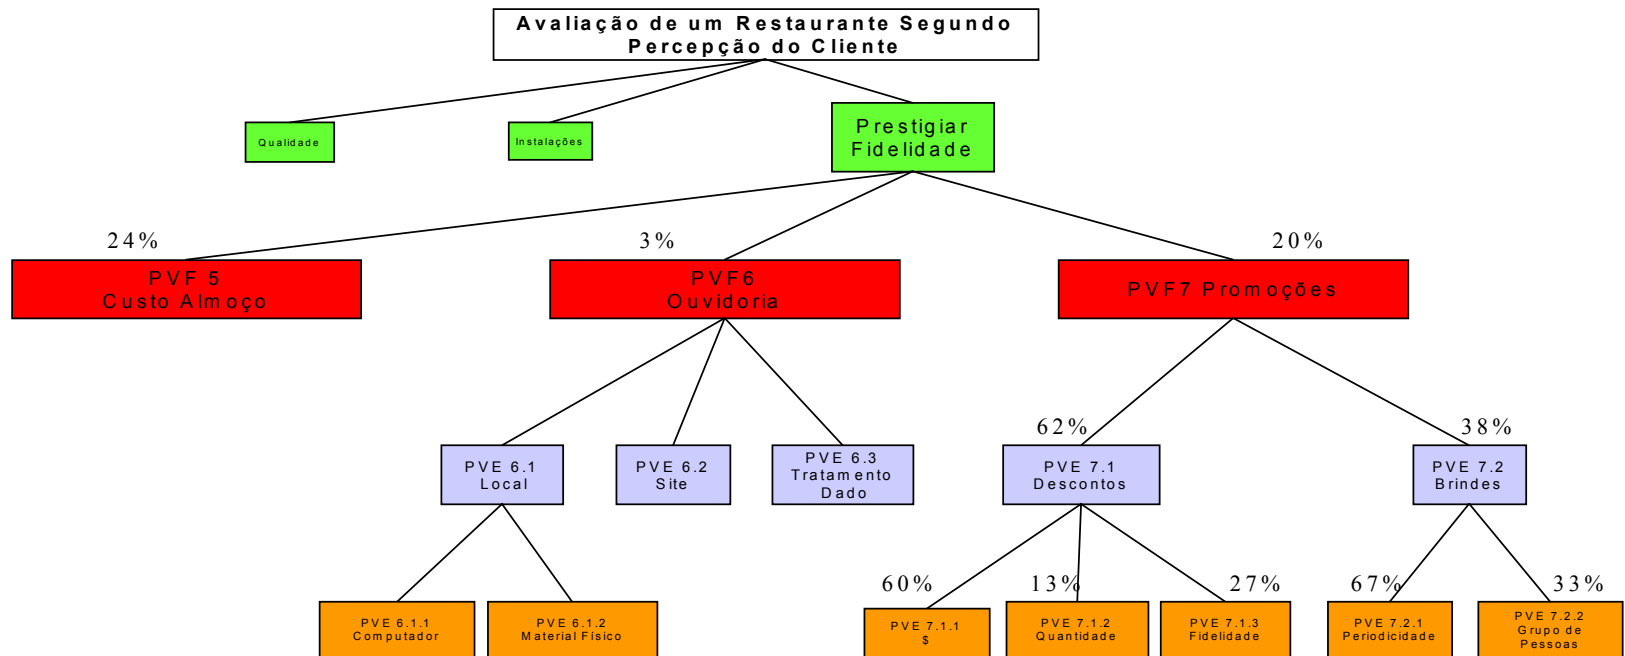 Avaliação de um Restaurante Segundo
Percepção do Cliente
Qualidade
Instalações
Prestigiar
Fidelidade
24%
3%
20%
PVF 5
Custo Almoço
PVF6
Ouvidoria
PVF7 Promoções
62%
38%
PVE 6.1
Local
PVE 6.2
Site
PVE 6.3
Tratamento
Dado
PVE 7.1
Descontos
PVE 7.2
Brindes
60%
13%
27%
67%
33%
PVE 6.1.1
Computador
PVE 6.1.2
Material Físico
PVE 7.1.1
$
PVE 7.1.2
Quantidade
PVE 7.1.3
Fidelidade
PVE 7.2.1
Periodicidade
PVE 7.2.2
Grupo de
Pessoas